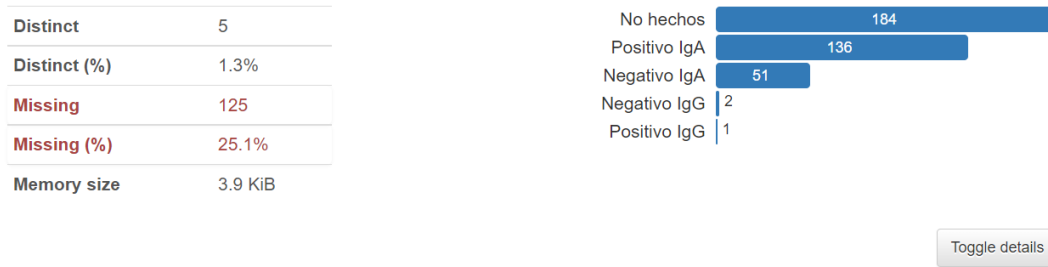 Distinct 5
Distinct (%) 1.3%
Missing 125
Missing (%) 25.1%
Memory size 3.9 KiB
No hechos 184
Positivo IgA 136
Negativo IgA 51
Negativo IgG 2
Positivo IgG 1
Toggle details